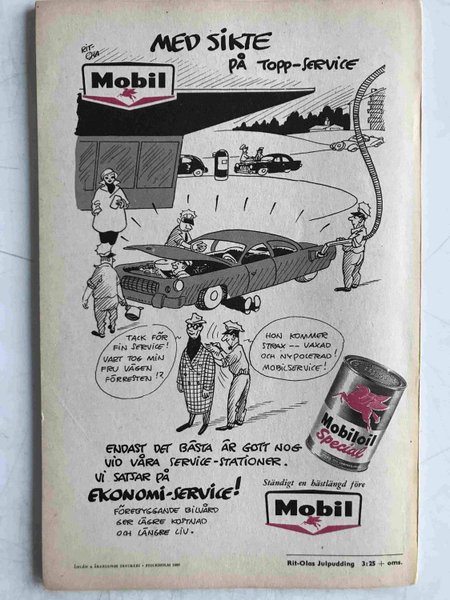 RIT-OLA
MED SIKTE
PÅ TOPP-SERVICE
Mobil
TACK FÖR
FIN SERVICE!
VART TOG MIN
FRU VÄGEN
FÖRRESTEN!?
HON KOMMER
STRAX -- VAXAD
OCH NYPOLERAD!
MOBILSERVICE!
Mobiloil
Special
ENDAST DET BÄSTA ÄR GOTT NOG
VID VÅRA SERVICE-STATIONER.
VI SATSAR PÅ
EKONOMI-SERVICE!
FÖREBYGGANDE BILVÅRD
GER LÄGRE KOSTNAD
OCH LÄNGRE LIV.
Ständigt en hästlängd före
Mobil
Rit-Olas Julpudding 3:25 + oms.